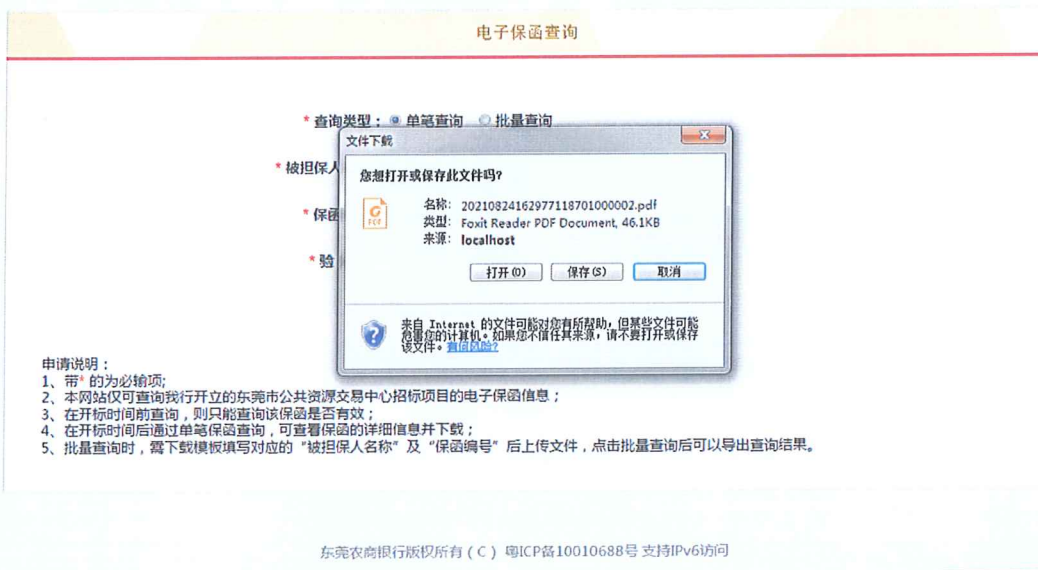 电子保函查询
* 查询类型： 单笔查询 批量查询
文件下载
* 被担保人
您想打开或保存此文件吗?
名称： 20210824162977118701000002.pdf
* 保函
PDF
类型： Foxit Reader PDF Document, 46.1KB
来源： localhost
* 验
打开(O) 保存(S) 取消
来自 Internet 的文件可能对您有所帮助，但某些文件可能
危害您的计算机。如果您不信任其来源，请不要打开或保存
该文件。有何风险?
申请说明：
1、带* 的为必输项;
2、本网站仅可查询我行开立的东莞市公共资源交易中心招标项目的电子保函信息；
3、在开标时间前查询，则只能查询该保函是否有效；
4、在开标时间后通过单笔保函查询，可查看保函的详细信息并下载；
5、批量查询时，需下载模板填写对应的“被担保人名称”及“保函编号”后上传文件，点击批量查询后可以导出查询结果。
东莞农商银行版权所有（C） 粤ICP备10010688号 支持IPv6访问